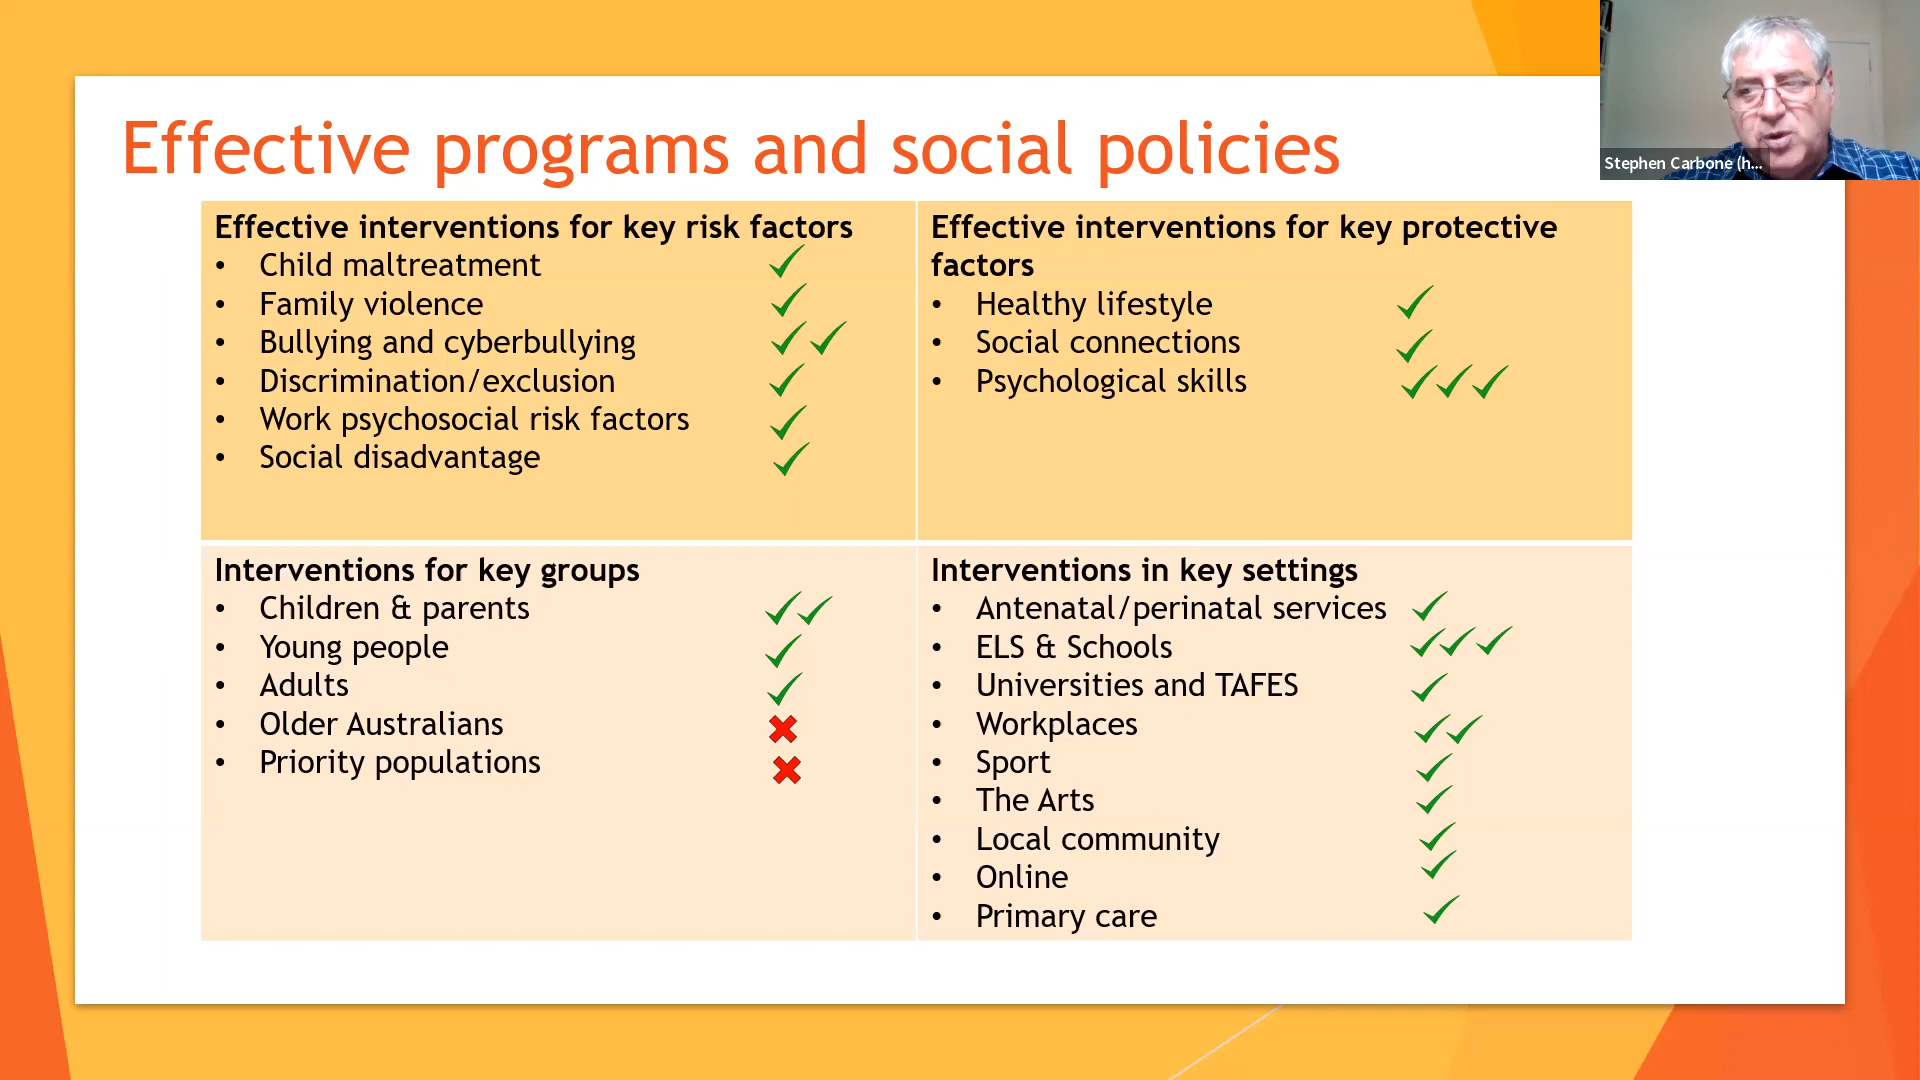 Effective programs and social policies
Stephen Carbone (h...
Effective interventions for key risk factors
• Child maltreatment
• Family violence
• Bullying and cyberbullying
• Discrimination/exclusion
• Work psychosocial risk factors
• Social disadvantage
Effective interventions for key protective
factors
• Healthy lifestyle
• Social connections
• Psychological skills
Interventions for key groups
• Children & parents
• Young people
• Adults
• Older Australians
• Priority populations
Interventions in key settings
• Antenatal/perinatal services
• ELS & Schools
• Universities and TAFES
• Workplaces
• Sport
• The Arts
• Local community
• Online
• Primary care